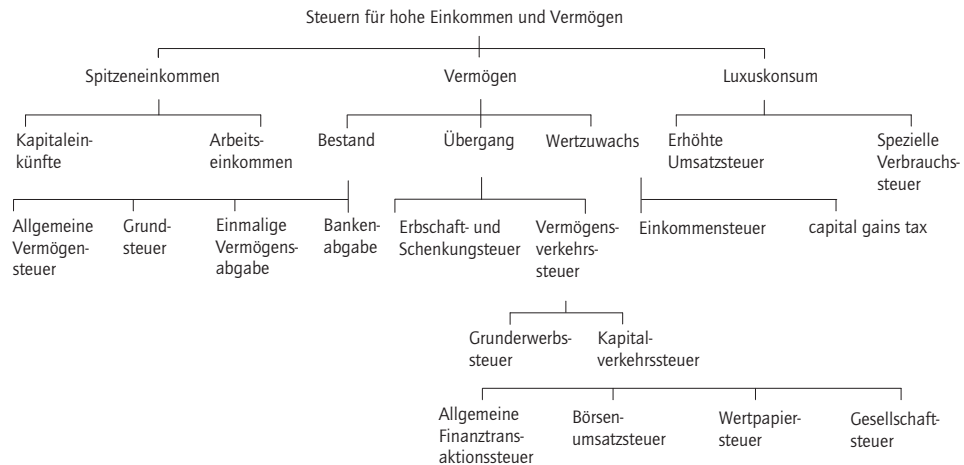 Steuern für hohe Einkommen und Vermögen
Spitzeneinkommen
Vermögen
Luxuskonsum
Kapitalein-
künfte
Arbeits-
einkommen
Bestand
Übergang
Wertzuwachs
Erhöhte
Umsatzsteuer
Spezielle
Verbrauchs-
steuer
Allgemeine
Vermögen-
steuer
Grund-
steuer
Einmalige
Vermögens-
abgabe
Banken-
abgabe
Erbschaft- und
Schenkungsteuer
Vermögens-
verkehrs-
steuer
Einkommensteuer
capital gains tax
Grunderwerbs-
steuer
Kapital-
verkehrssteuer
Allgemeine
Finanztrans-
aktionssteuer
Börsen-
umsatzsteuer
Wertpapier-
steuer
Gesellschaft-
steuer